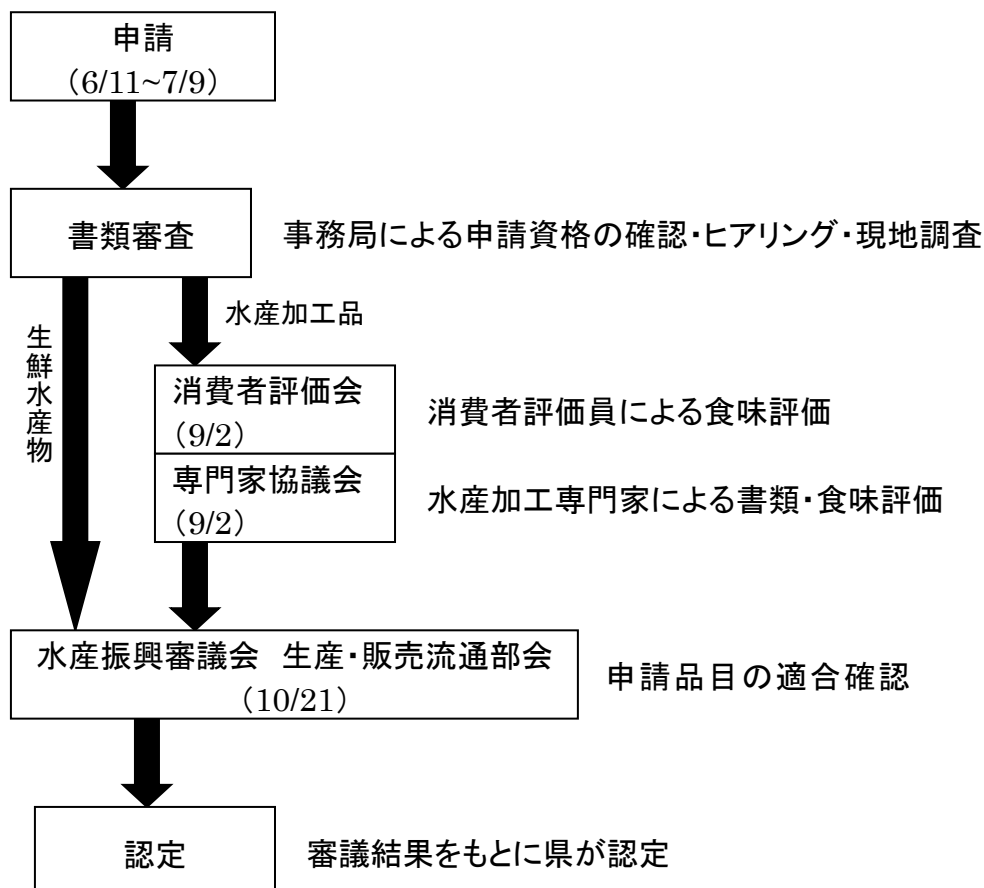 申請
（6/11~7/9）
書類審査
事務局による申請資格の確認・ヒアリング・現地調査
生鮮水産物
水産加工品
消費者評価会
（9/2）
消費者評価員による食味評価
専門家協議会
（9/2）
水産加工専門家による書類・食味評価
水産振興審議会　生産・販売流通部会
（10/21）
申請品目の適合確認
認定
審議結果をもとに県が認定